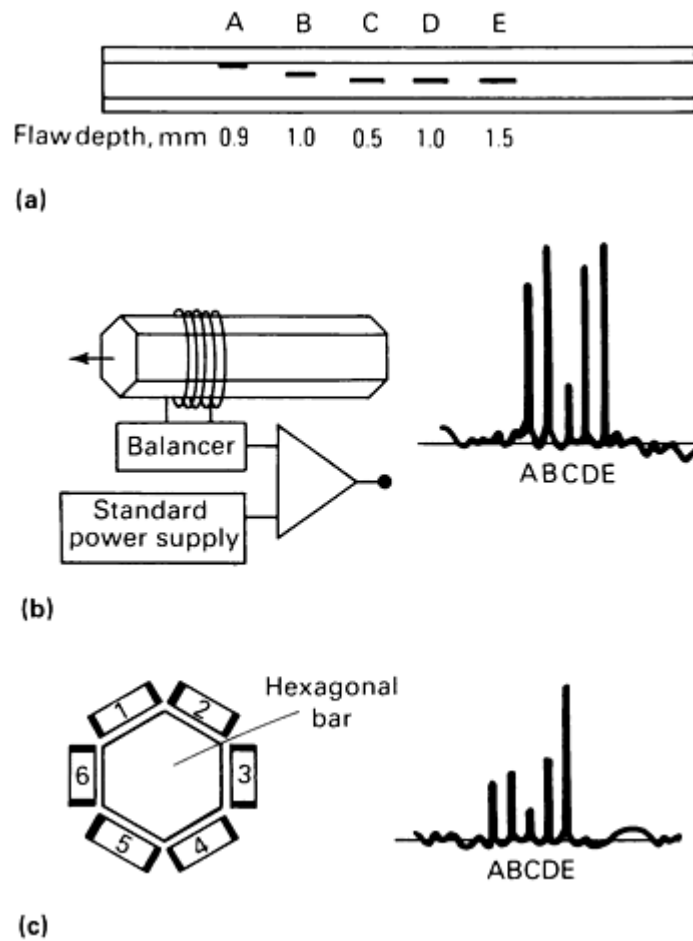 A B C D E
Flaw depth, mm 0.9 1.0 0.5 1.0 1.5
(a)
Balancer
Standard
power supply
ABCDE
(b)
Hexagonal
bar
1
2
6
3
5
4
ABCDE
(c)